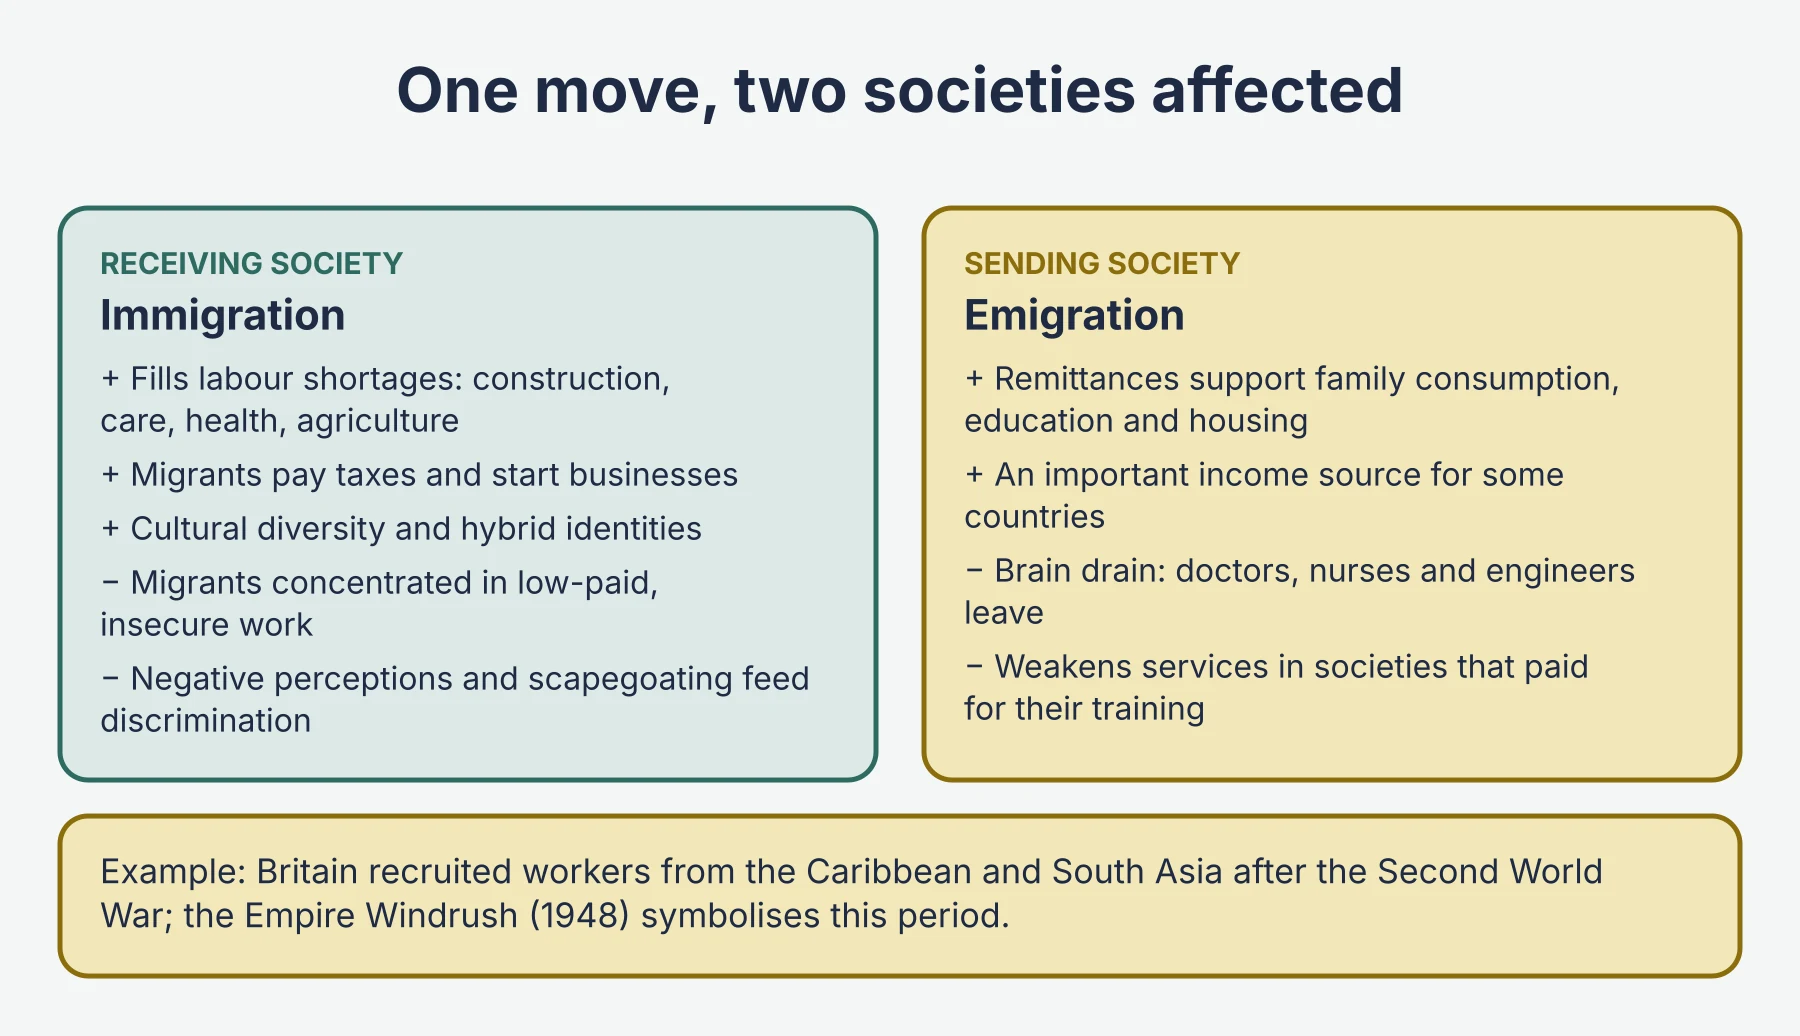 One move, two societies affected
RECEIVING SOCIETY
Immigration
+ Fills labour shortages: construction,
care, health, agriculture
+ Migrants pay taxes and start businesses
+ Cultural diversity and hybrid identities
− Migrants concentrated in low-paid,
insecure work
− Negative perceptions and scapegoating feed
discrimination
SENDING SOCIETY
Emigration
+ Remittances support family consumption,
education and housing
+ An important income source for some
countries
− Brain drain: doctors, nurses and engineers
leave
− Weakens services in societies that paid
for their training
Example: Britain recruited workers from the Caribbean and South Asia after the Second World
War; the Empire Windrush (1948) symbolises this period.